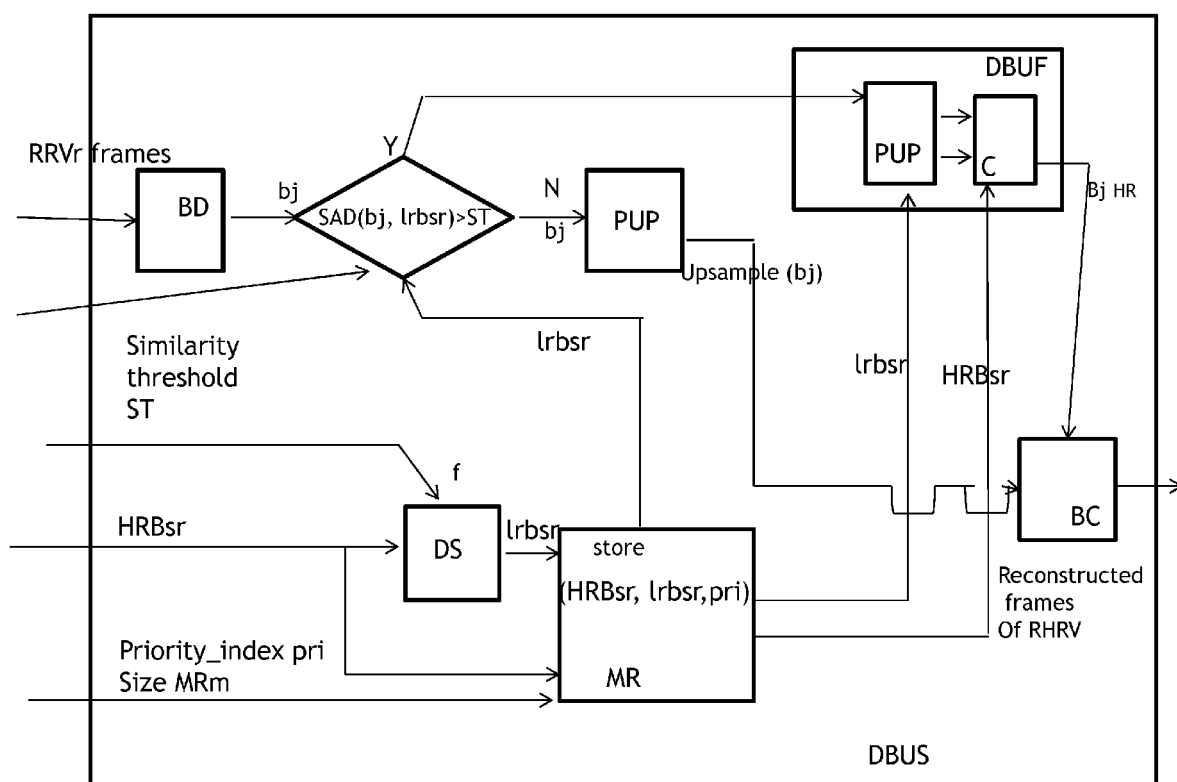 DBUF
RRVr frames
Y
PUP
C
BD
bj
SAD(bj, lrbsr)>ST
N
bj
PUP
Bj HR
Upsample (bj)
lrbsr
lrbsr
HRBsr
Similarity
threshold
ST
f
HRBsr
DS
lrbsr
store
(HRBsr, lrbsr,pri)
MR
BC
Reconstructed
frames
Of RHRV
Priority_index pri
Size MRm
DBUS